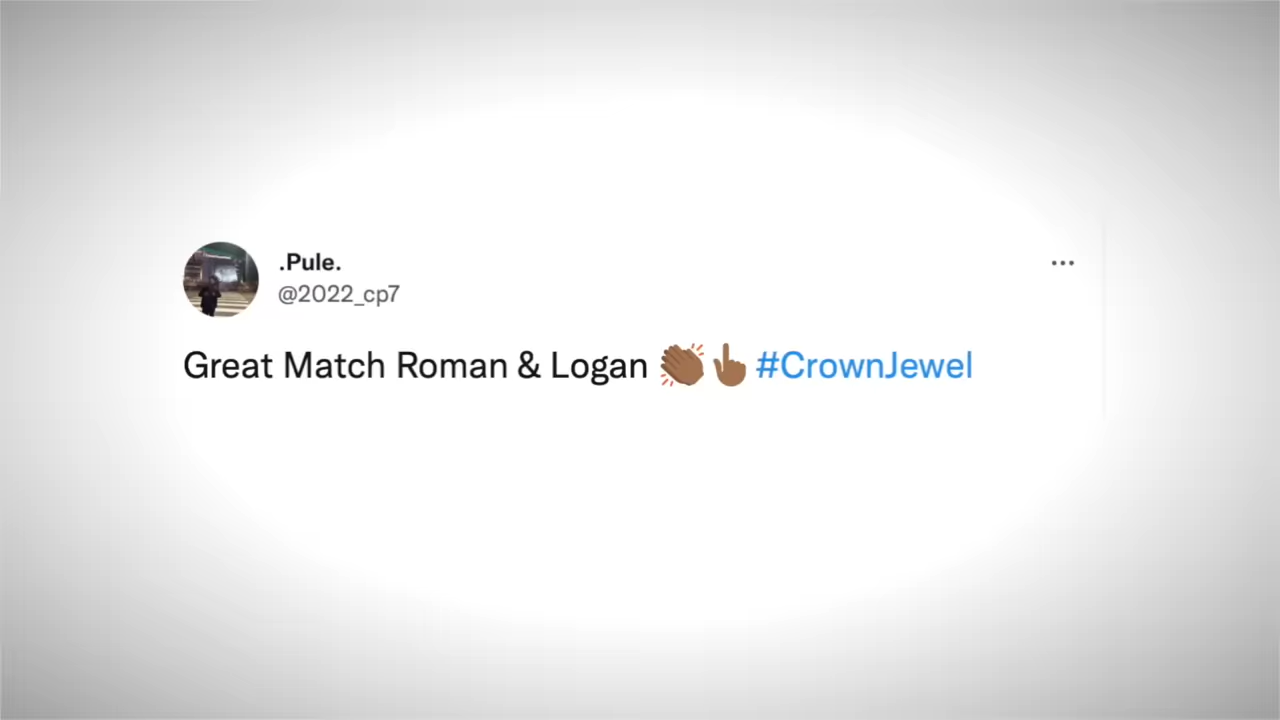 .Pule.
@2022_cp7
Great Match Roman & Logan 👏🏾👆🏾 #CrownJewel